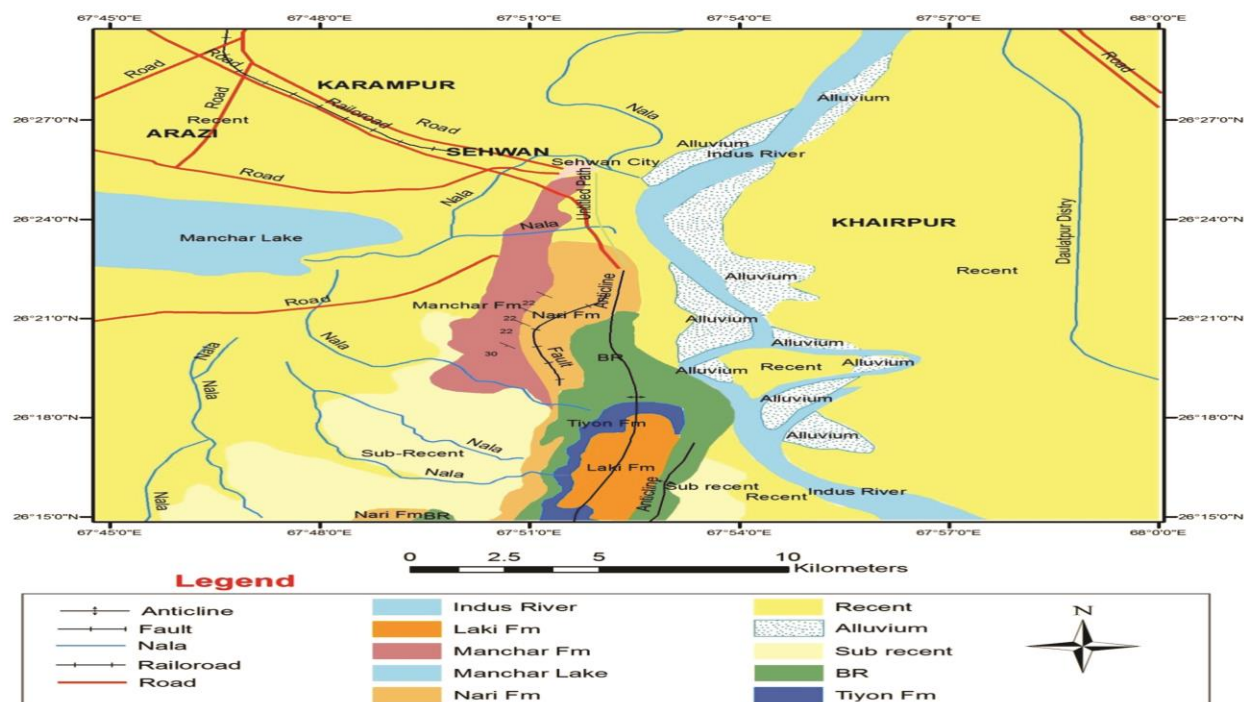 67°45'0"E 67°48'0"E 67°51'0"E 67°54'0"E 67°57'0"E 68°0'0"E
Road
Road
KARAMPUR
Road
Railoroad
Road
Recent
ARAZI
SEHWAN
Nala
Alluvium
Alluvium
Indus River
Road
26°27'0"N 26°27'0"N
Sehwan City
Road
Nala
Untitled Path
26°24'0"N 26°24'0"N
Manchar Lake
Nala
KHAIRPUR
Daulatpur Distry
Recent
Alluvium
Road
Manchar Fm
22
Anticline
Nari Fm
26°21'0"N 26°21'0"N
22
22
Alluvium
30
Fault
BR
Alluvium
Nala
Nala
Alluvium
Recent
Alluvium
Nala
Alluvium
26°18'0"N 26°18'0"N
Tiyon Fm
Alluvium
Sub-Recent
Nala
Nala
Laki Fm
Anticline
Sub recent
Recent
Indus River
Nala
Nari Fm
BR
26°15'0"N 26°15'0"N
67°45'0"E 67°48'0"E 67°51'0"E 67°54'0"E 67°57'0"E 68°0'0"E
0 2.5 5 10
Kilometers
Legend
Anticline
Fault
Nala
Railoroad
Road
Indus River
Laki Fm
Manchar Fm
Manchar Lake
Nari Fm
Recent
Alluvium
Sub recent
BR
Tiyon Fm
N